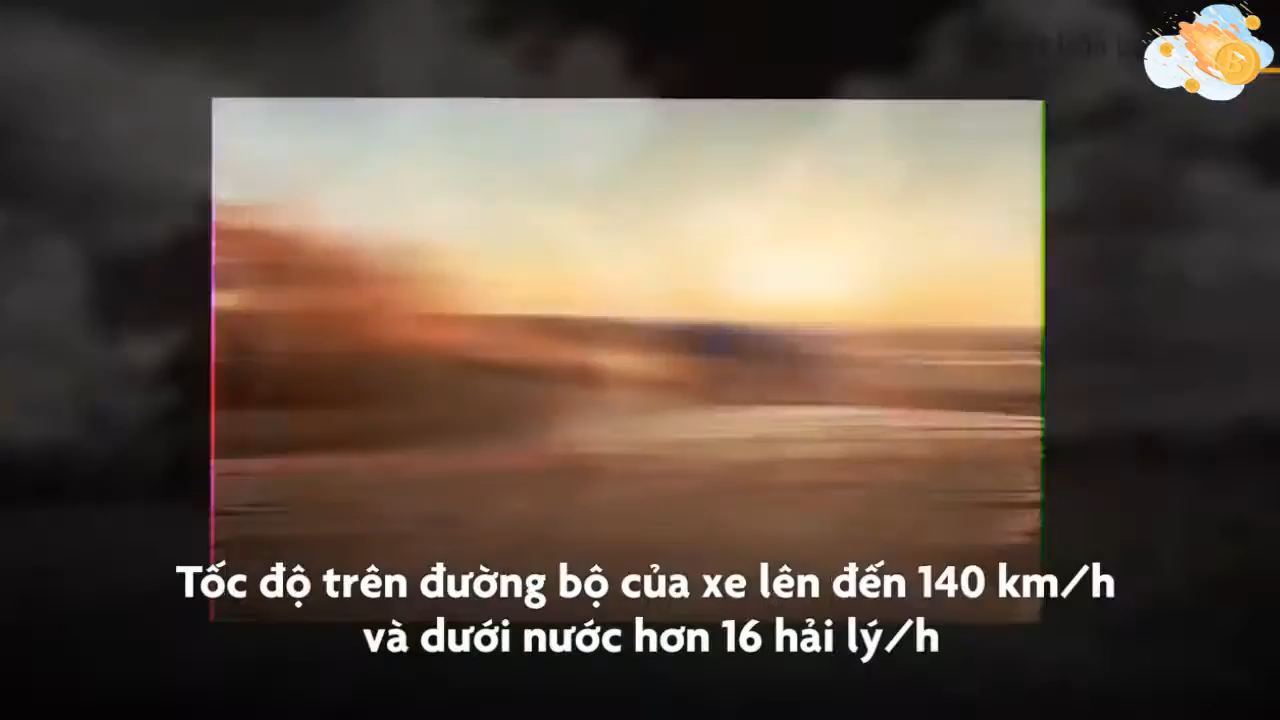 Tốc độ trên đường bộ của xe lên đến 140 km/h
và dưới nước hơn 16 hải lý/h